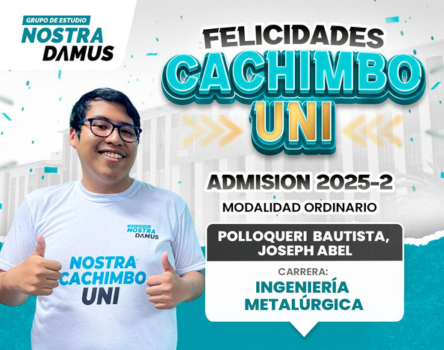 GRUPO DE ESTUDIO
NOSTRA
DAMUS
FELICIDADES
CACHIMBO
UNI
ADMISION 2025-2
MODALIDAD ORDINARIO
POLLOQUERI BAUTISTA,
JOSEPH ABEL
CARRERA:
INGENIERÍA
METALÚRGICA
NOSTRA
DAMUS
NOSTRA
CACHIMBO
UNI